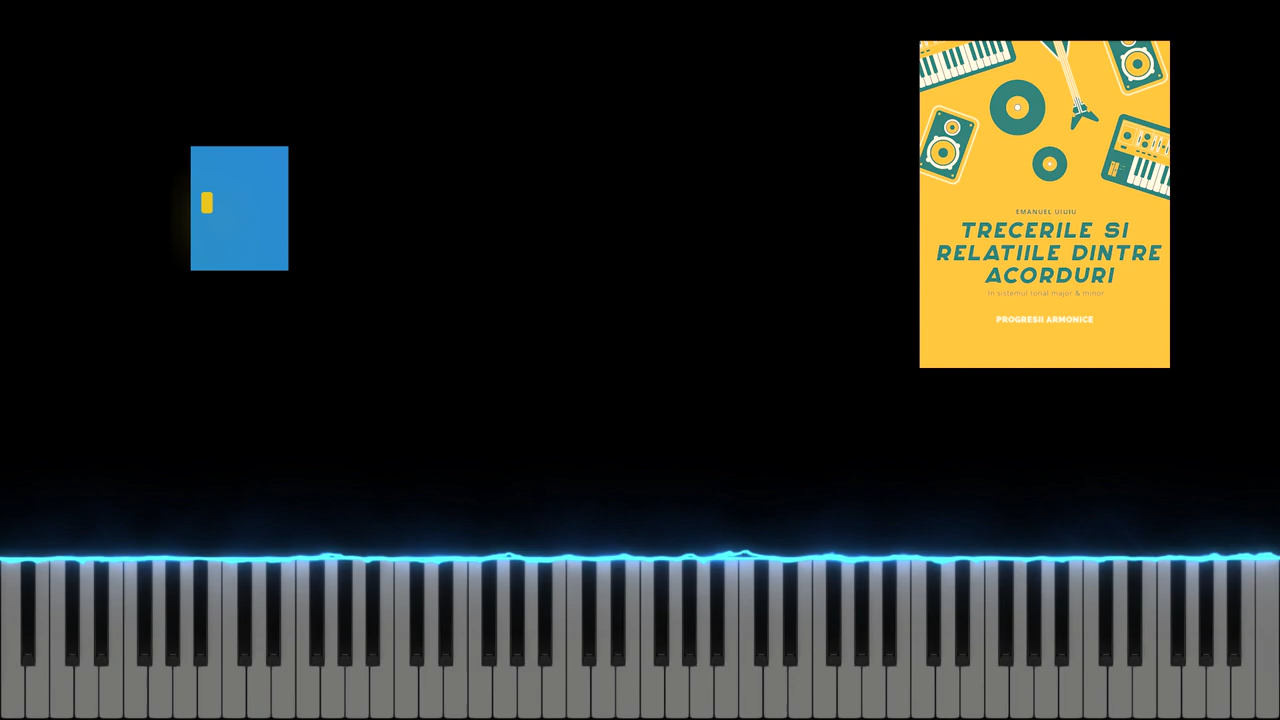 EMANUEL UIUIU
TRECERILE SI
RELATIILE DINTRE
ACORDURI
In sistemul tonal major & minor
PROGRESII ARMONICE